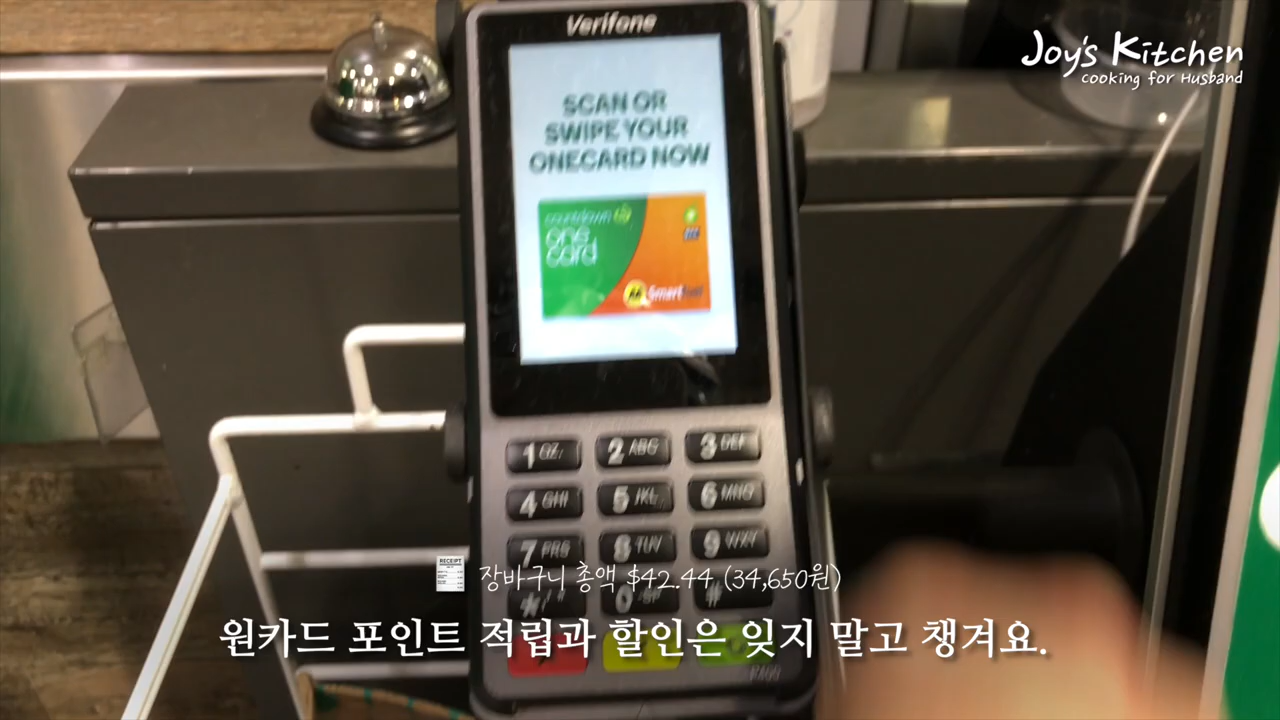 Verifone
Joy's Kitchen
cooking for Husband
SCAN OR
SWIPE YOUR
ONECARD NOW
countdown
one
card
AA Smart
1 QZ. 2 ABC 3 DEF
4 GHI 5 JKL 6 MNO
7 PRS 8 TUV 9 WXY
* 0 #
RECEIPT
장바구니 총액 $42.44 (34,650원)
원카드 포인트 적립과 할인은 잊지 말고 챙겨요.